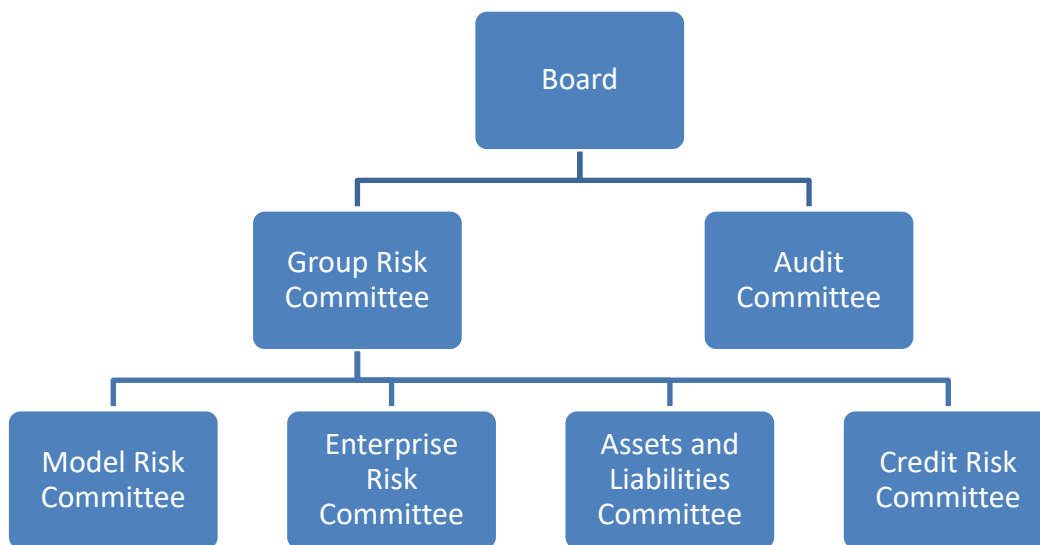 Board
Group Risk
Committee
Audit
Committee
Model Risk
Committee
Enterprise
Risk
Committee
Assets and
Liabilities
Committee
Credit Risk
Committee